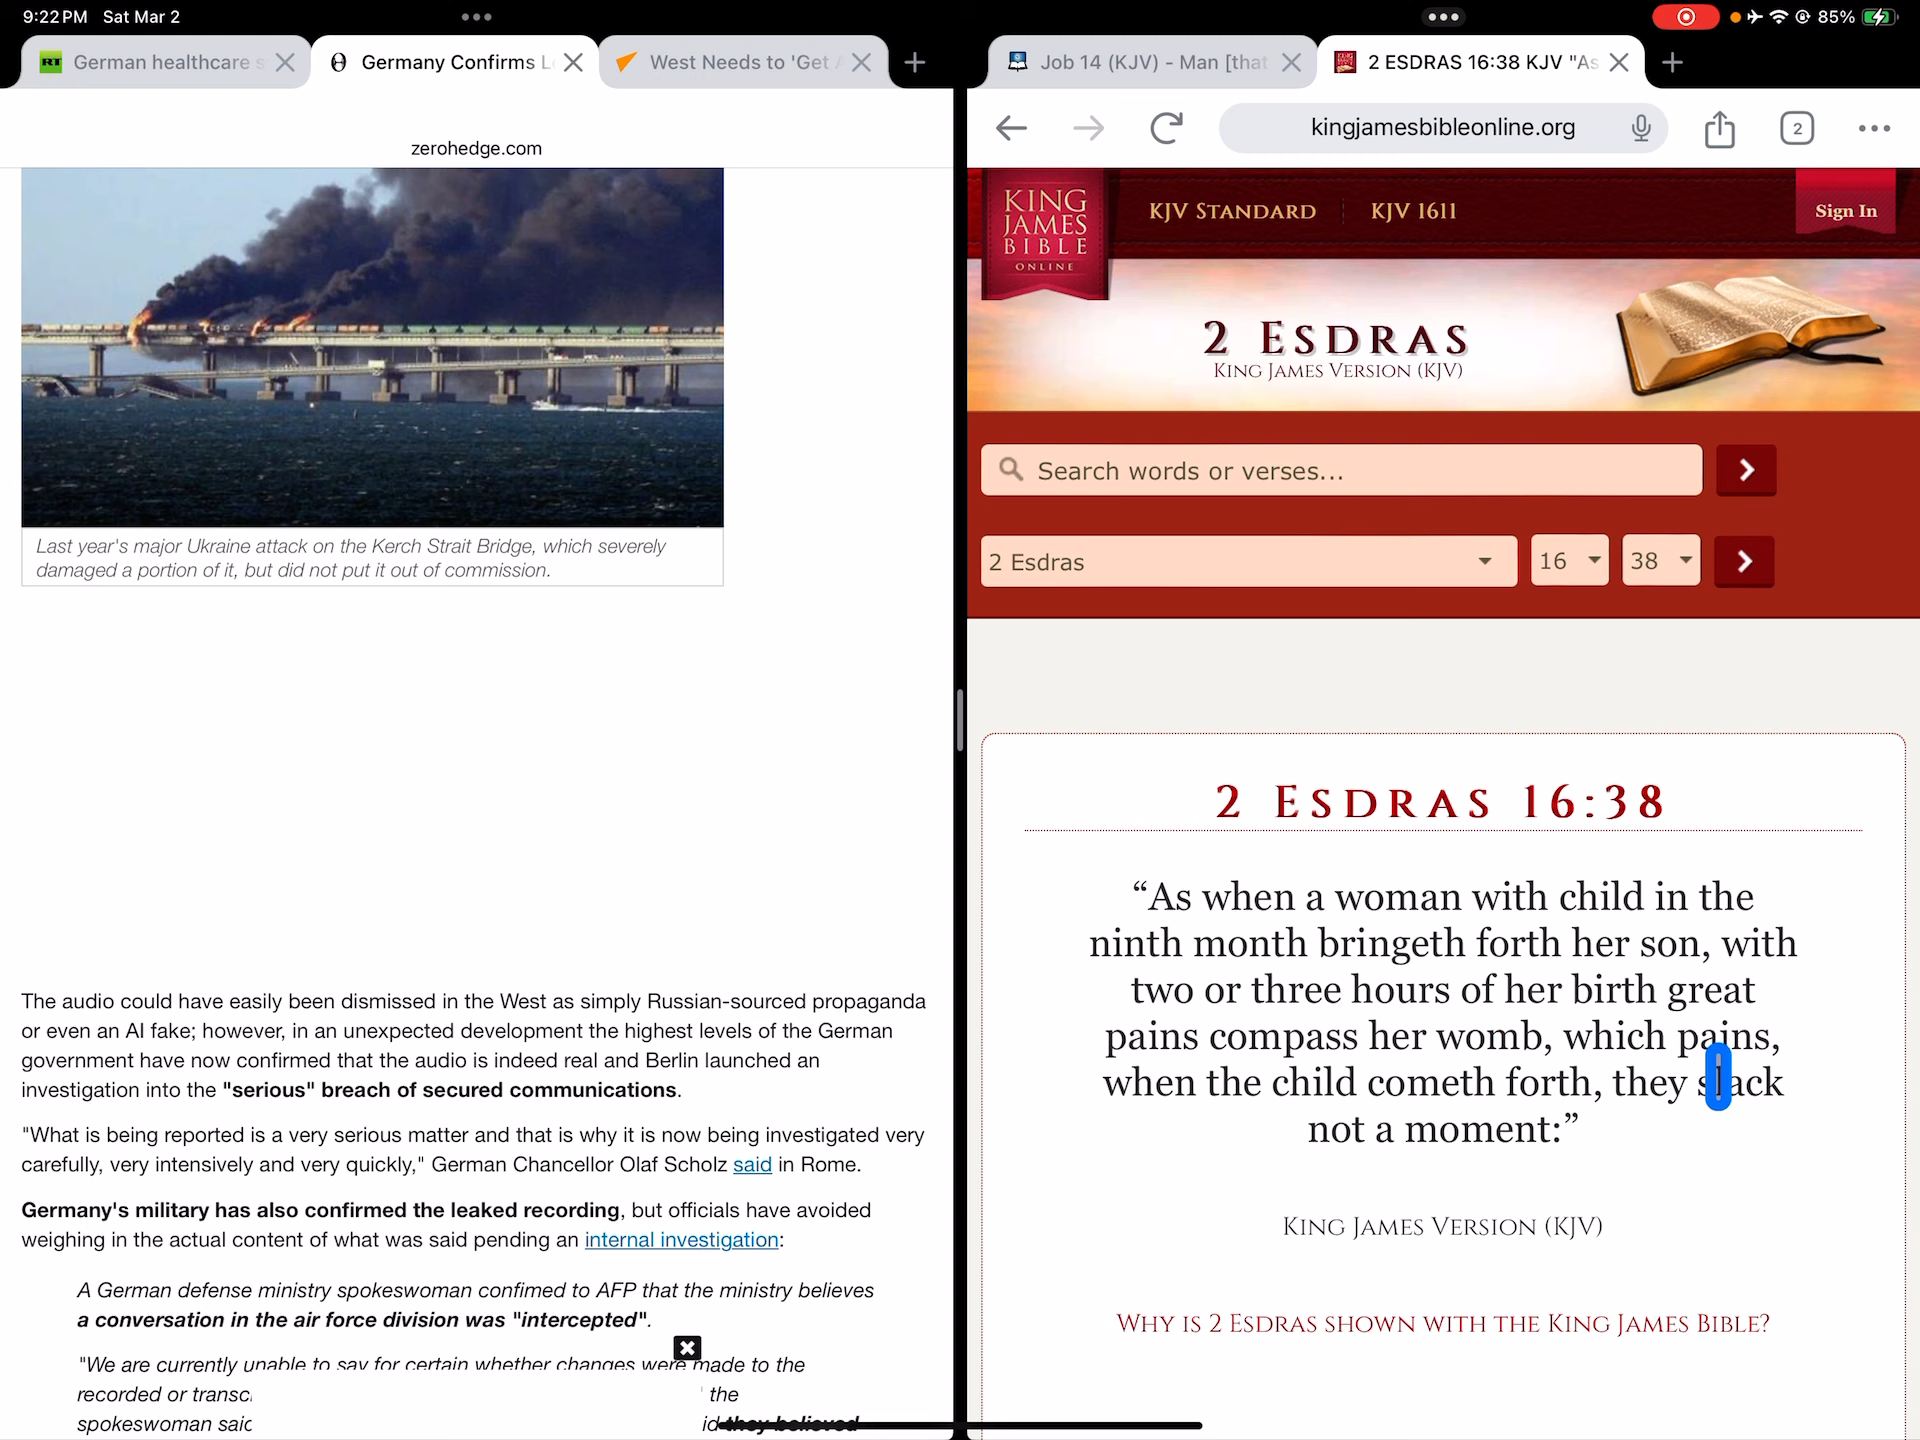 9:22 PM Sat Mar 2
85%
RT German healthcare s
Germany Confirms L
West Needs to 'Get A
zerohedge.com
Last year's major Ukraine attack on the Kerch Strait Bridge, which severely
damaged a portion of it, but did not put it out of commission.
The audio could have easily been dismissed in the West as simply Russian-sourced propaganda
or even an AI fake; however, in an unexpected development the highest levels of the German
government have now confirmed that the audio is indeed real and Berlin launched an
investigation into the "serious" breach of secured communications.
"What is being reported is a very serious matter and that is why it is now being investigated very
carefully, very intensively and very quickly," German Chancellor Olaf Scholz said in Rome.
Germany's military has also confirmed the leaked recording, but officials have avoided
weighing in the actual content of what was said pending an internal investigation:
A German defense ministry spokeswoman confimed to AFP that the ministry believes
a conversation in the air force division was "intercepted".
"We are currently unable to say for certain whether changes were made to the
recorded or transc the
spokeswoman said id they believed
Job 14 (KJV) - Man [that
2 ESDRAS 16:38 KJV "As
kingjamesbibleonline.org
2
KING
JAMES
BIBLE
ONLINE
KJV STANDARD
KJV 1611
Sign In
2 ESDRAS
KING JAMES VERSION (KJV)
Search words or verses...
2 Esdras
16
38
2 ESDRAS 16:38
“As when a woman with child in the
ninth month bringeth forth her son, with
two or three hours of her birth great
pains compass her womb, which pains,
when the child cometh forth, they slack
not a moment:”
KING JAMES VERSION (KJV)
WHY IS 2 ESDRAS SHOWN WITH THE KING JAMES BIBLE?